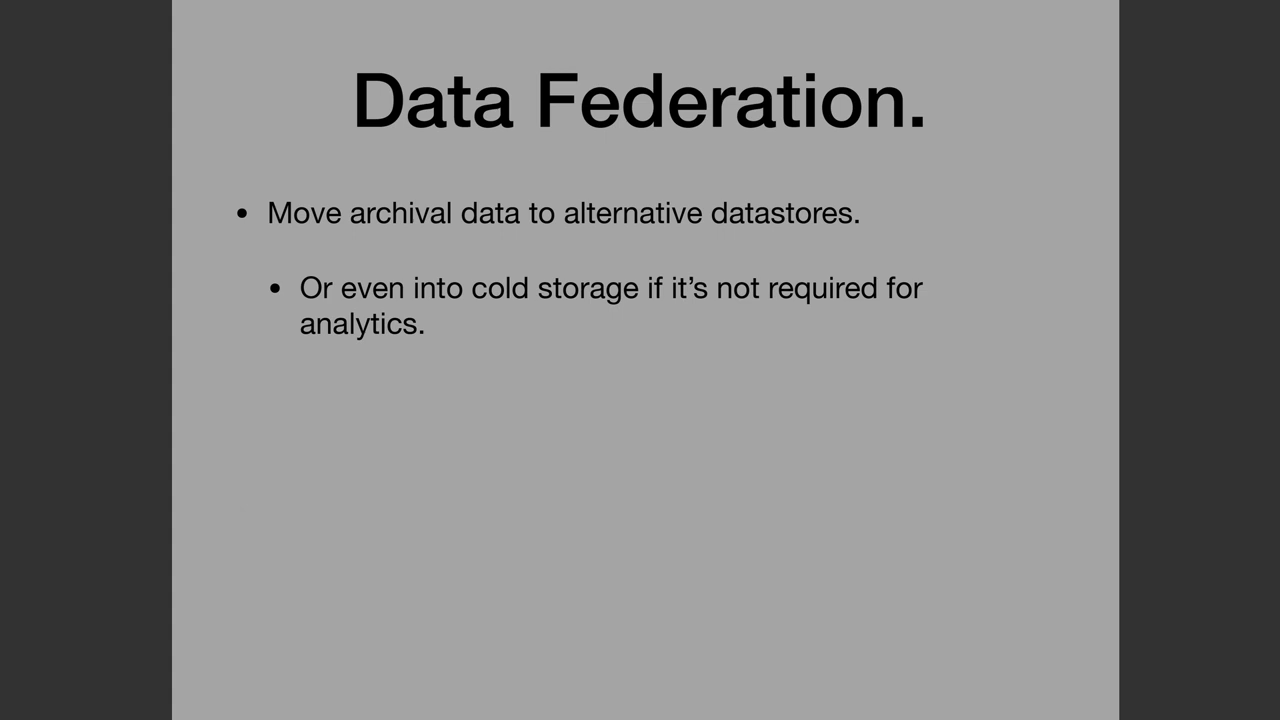 Data Federation.
• Move archival data to alternative datastores.
• Or even into cold storage if it’s not required for
analytics.